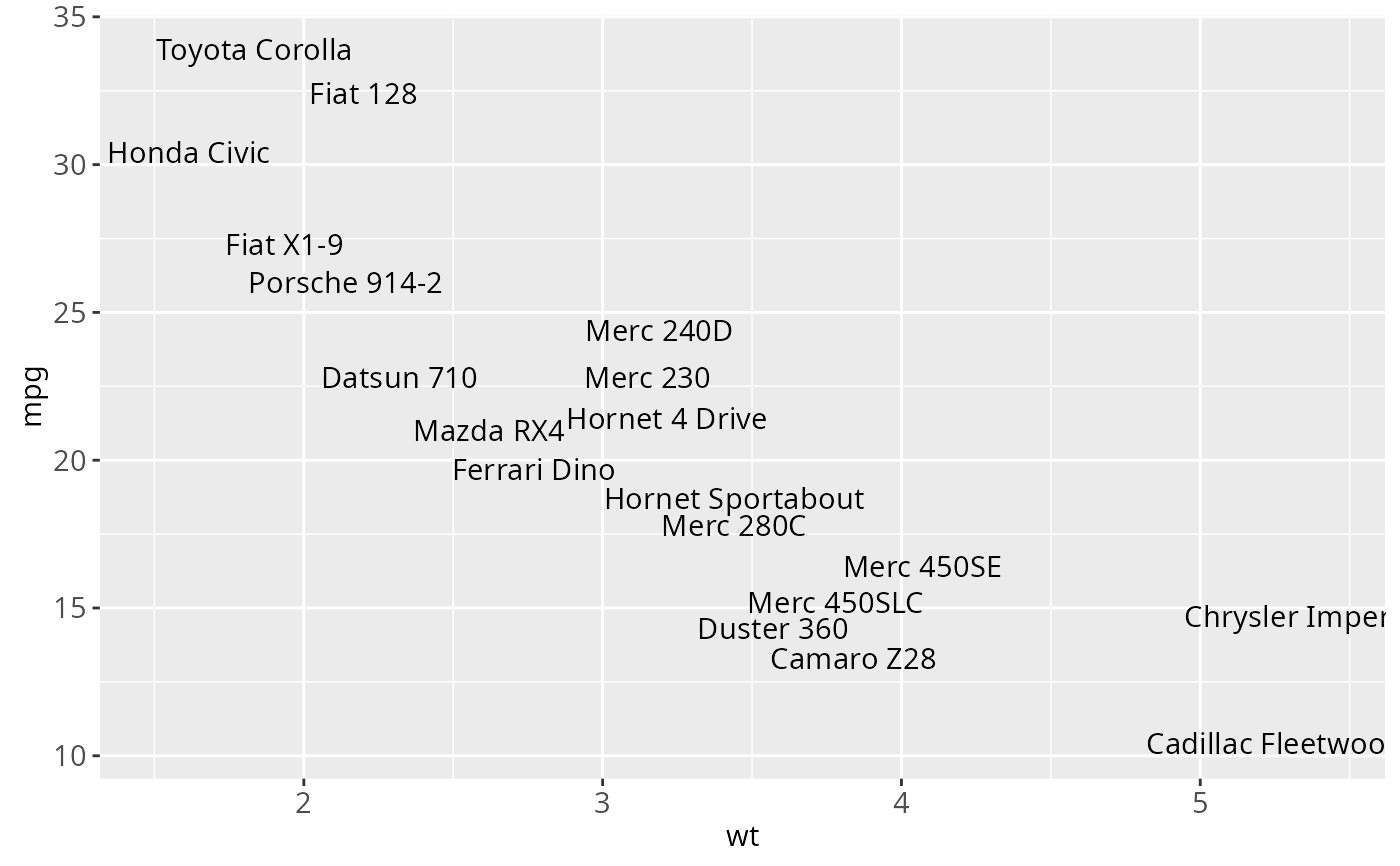 35
Toyota Corolla
Fiat 128
Honda Civic
30
Fiat X1-9
Porsche 914-2
25
Merc 240D
Datsun 710
Merc 230
mpg
Hornet 4 Drive
Mazda RX4
20
Ferrari Dino
Hornet Sportabout
Merc 280C
Merc 450SE
Merc 450SLC
15
Chrysler Imper
Duster 360
Camaro Z28
Cadillac Fleetwoo
10
2
3
4
5
wt